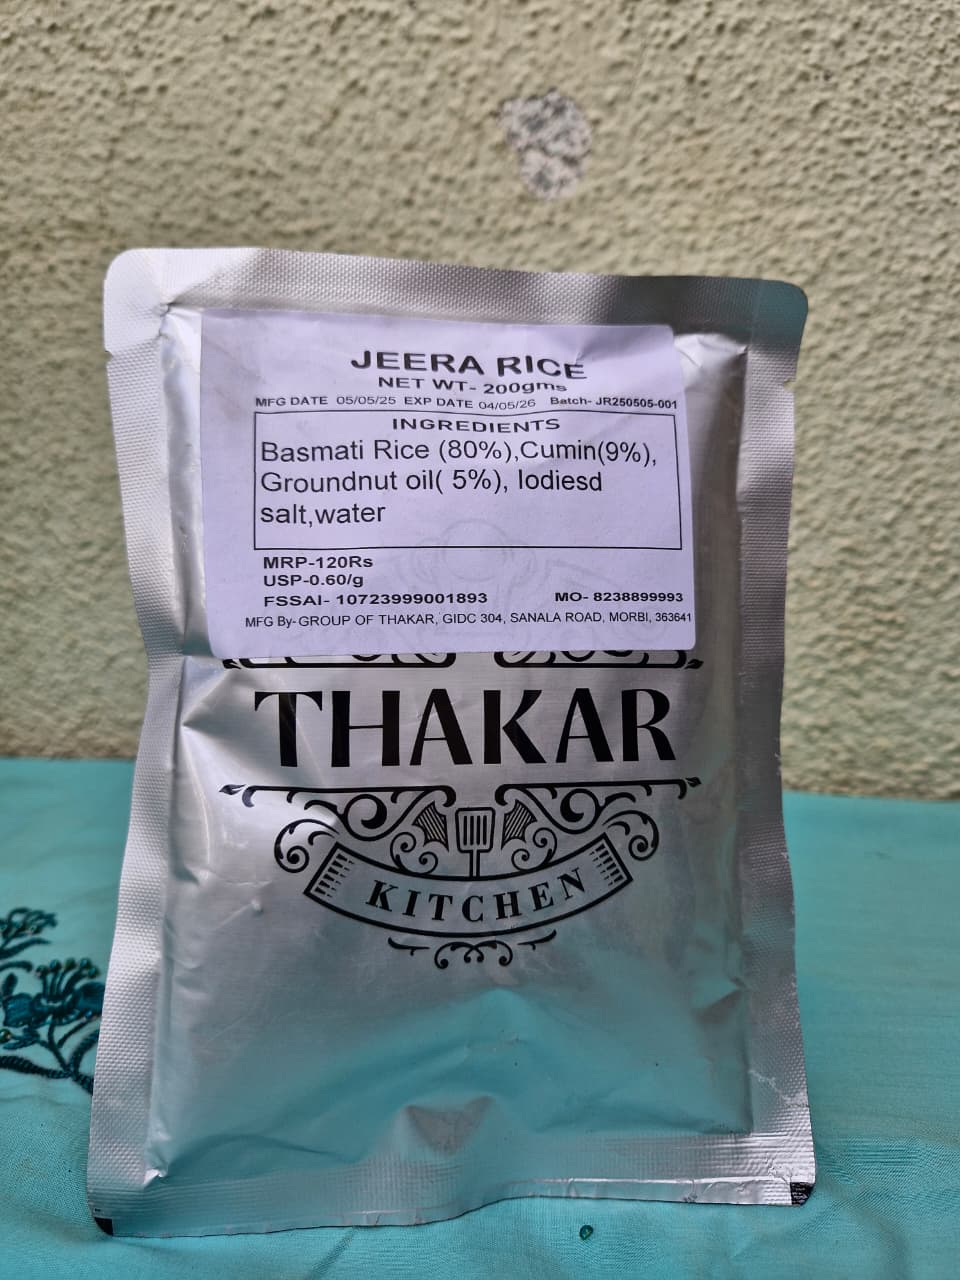 JEERA RICE
NET WT- 200gms
MFG DATE 05/05/25 EXP DATE 04/05/26 Batch- JR250505-001
INGREDIENTS
Basmati Rice (80%),Cumin(9%),
Groundnut oil( 5%), Iodiesd
salt,water
MRP-120Rs
USP-0.60/g
FSSAI- 10723999001893 MO- 8238899993
MFG By- GROUP OF THAKAR, GIDC 304, SANALA ROAD, MORBI, 363641
THAKAR
KITCHEN